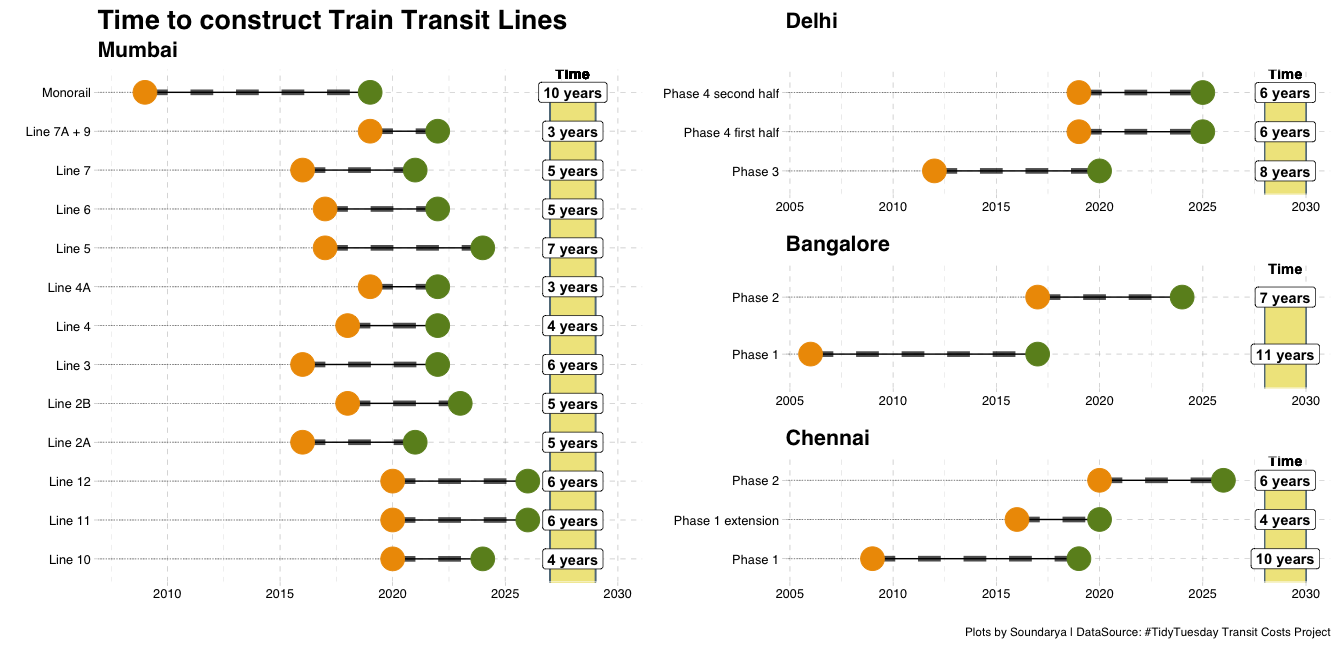 Time to construct Train Transit Lines
Mumbai
Time
Monorail 10 years
Line 7A + 9 3 years
Line 7 5 years
Line 6 5 years
Line 5 7 years
Line 4A 3 years
Line 4 4 years
Line 3 6 years
Line 2B 5 years
Line 2A 5 years
Line 12 6 years
Line 11 6 years
Line 10 4 years
2010 2015 2020 2025 2030
Delhi
Time
Phase 4 second half 6 years
Phase 4 first half 6 years
Phase 3 8 years
2005 2010 2015 2020 2025 2030
Bangalore
Time
Phase 2 7 years
Phase 1 11 years
2005 2010 2015 2020 2025 2030
Chennai
Time
Phase 2 6 years
Phase 1 extension 4 years
Phase 1 10 years
2005 2010 2015 2020 2025 2030
Plots by Soundarya I DataSource: #TidyTuesday Transit Costs Project